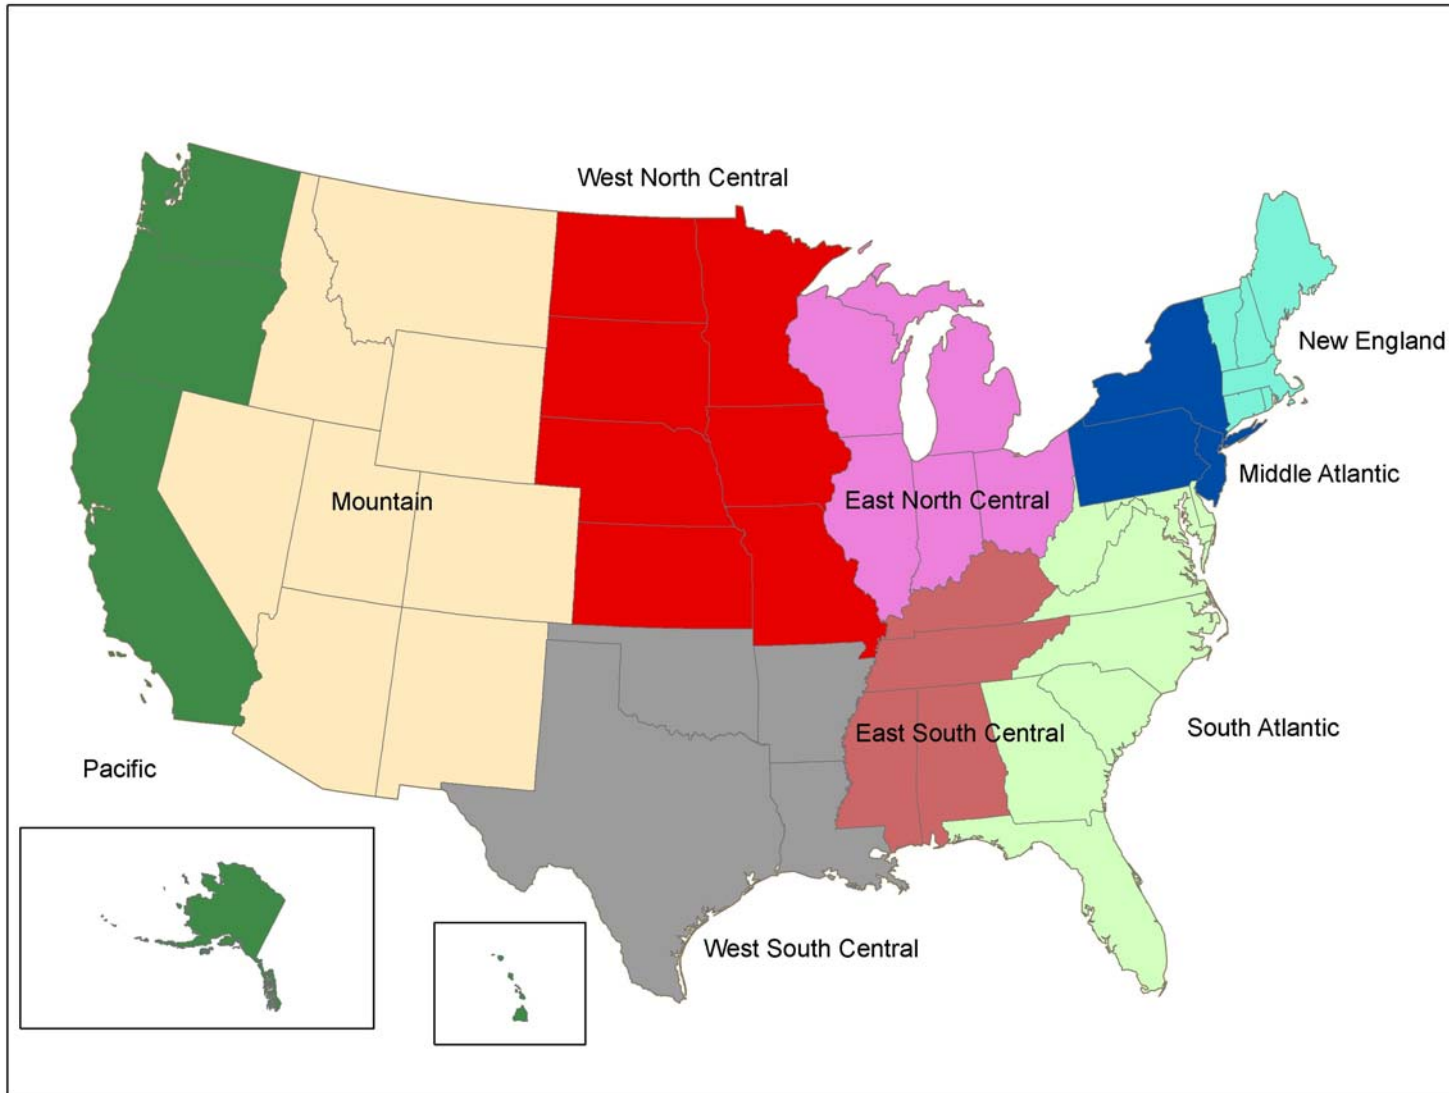 West North Central
New England
Middle Atlantic
Mountain
East North Central
South Atlantic
East South Central
Pacific
West South Central